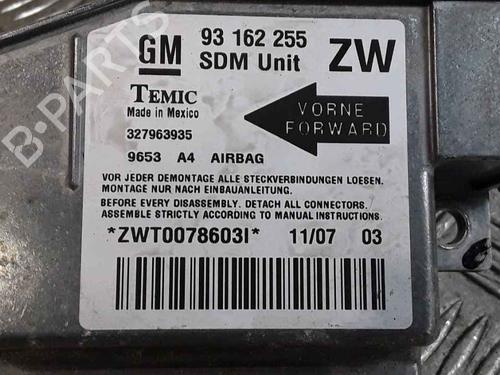 GM 93 162 255 ZW
SDM Unit
TEMIC
Made in Mexico
VORNE
FORWARD
327963935
9653 A4 AIRBAG
VOR JEDER DEMONTAGE ALLE STECKVERBINDUNGEN LOESEN.
MONTAGE NUR NACH EINBAUANLEITUNG.
BEFORE EVERY DISASSEMBLY. DETACH ALL CONNECTORS.
ASSEMBLE STRICTLY ACCORDING TO MANUAL INSTRUCTIONS.
*ZWT0078603I* 11/07 03
B-PARTS